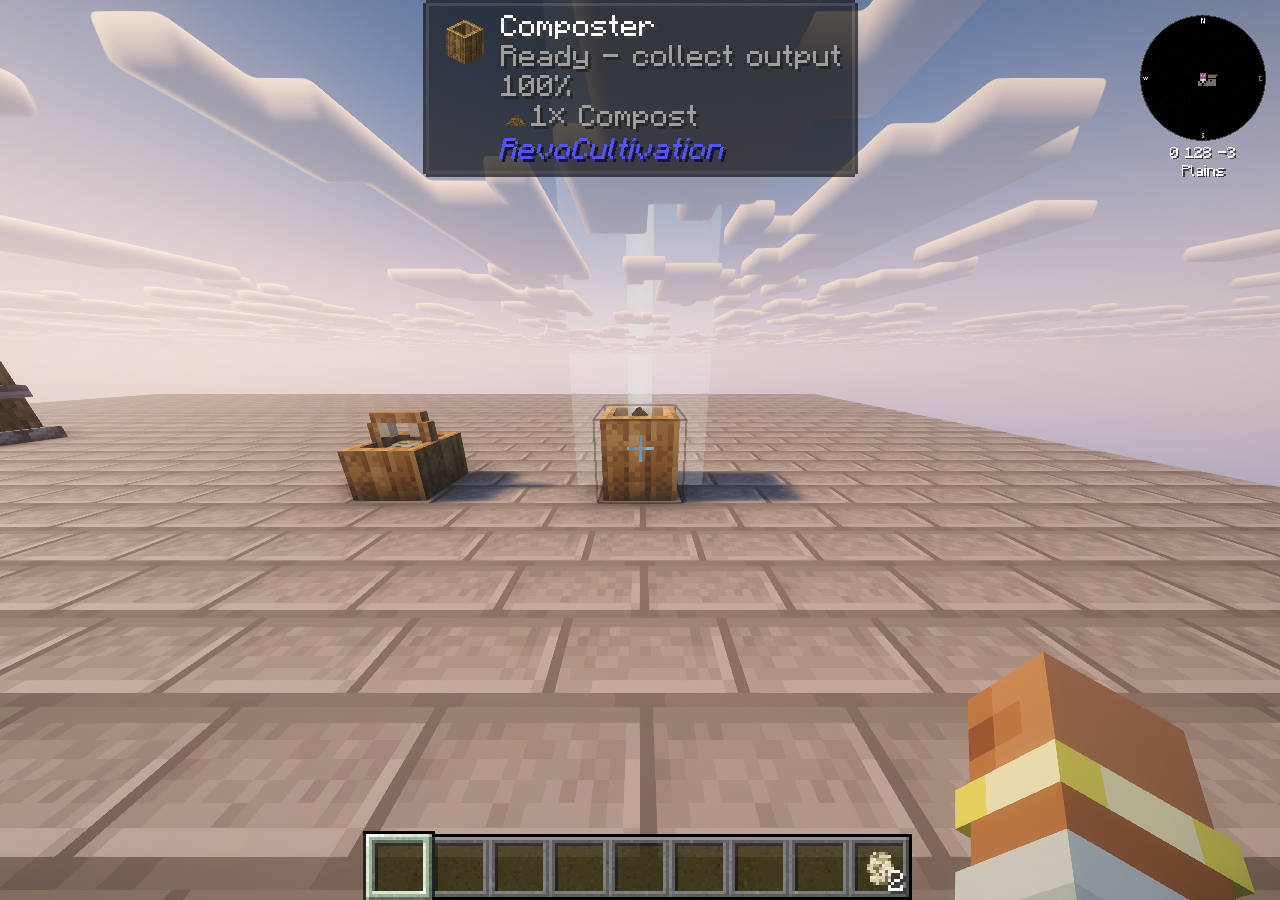 Composter
Ready - collect output
100%
1× Compost
RevoCultivation
N
W
E
S
0 128 -3
Plains
2